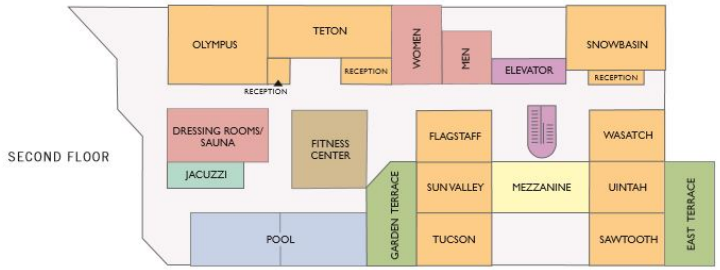 SECOND FLOOR
OLYMPUS
TETON
RECEPTION
RECEPTION
WOMEN
MEN
ELEVATOR
SNOWBASIN
RECEPTION
DRESSING ROOMS/
SAUNA
JACUZZI
FITNESS
CENTER
FLAGSTAFF
WASATCH
GARDEN TERRACE
SUN VALLEY
MEZZANINE
UINTAH
EAST TERRACE
POOL
TUCSON
SAWTOOTH